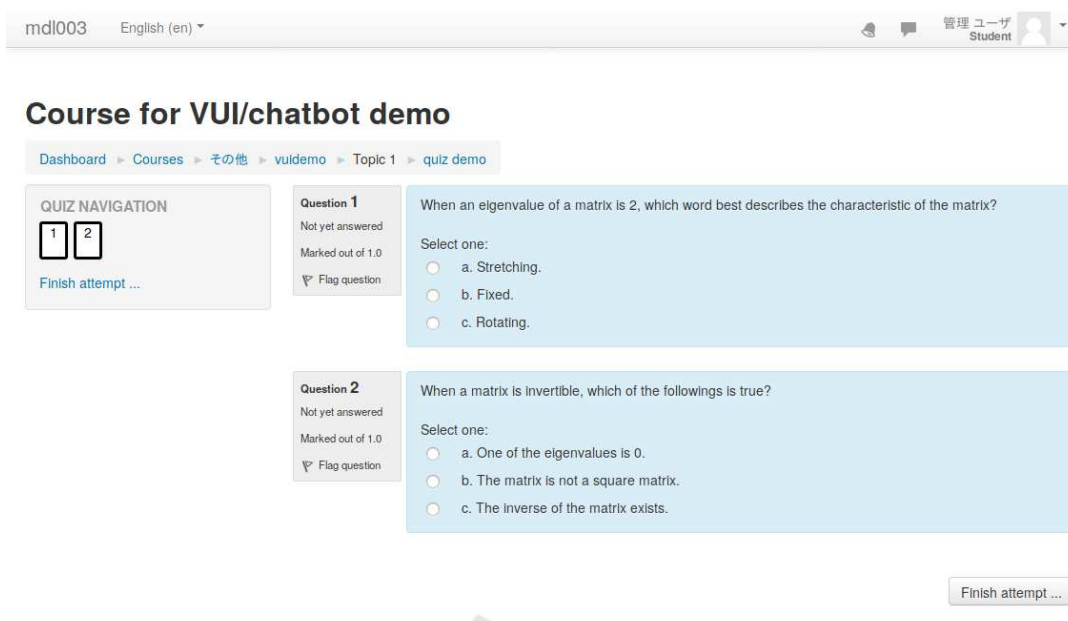 mdl003 English (en) 管理 ユーザ
Student
Course for VUI/chatbot demo
Dashboard ► Courses ► その他 ► vuidemo ► Topic 1 ► quiz demo
QUIZ NAVIGATION
1 2
Finish attempt ...
Question 1
Not yet answered
Marked out of 1.0
Flag question
When an eigenvalue of a matrix is 2, which word best describes the characteristic of the matrix?
Select one:
a. Stretching.
b. Fixed.
c. Rotating.
Question 2
Not yet answered
Marked out of 1.0
Flag question
When a matrix is invertible, which of the followings is true?
Select one:
a. One of the eigenvalues is 0.
b. The matrix is not a square matrix.
c. The inverse of the matrix exists.
Finish attempt ...